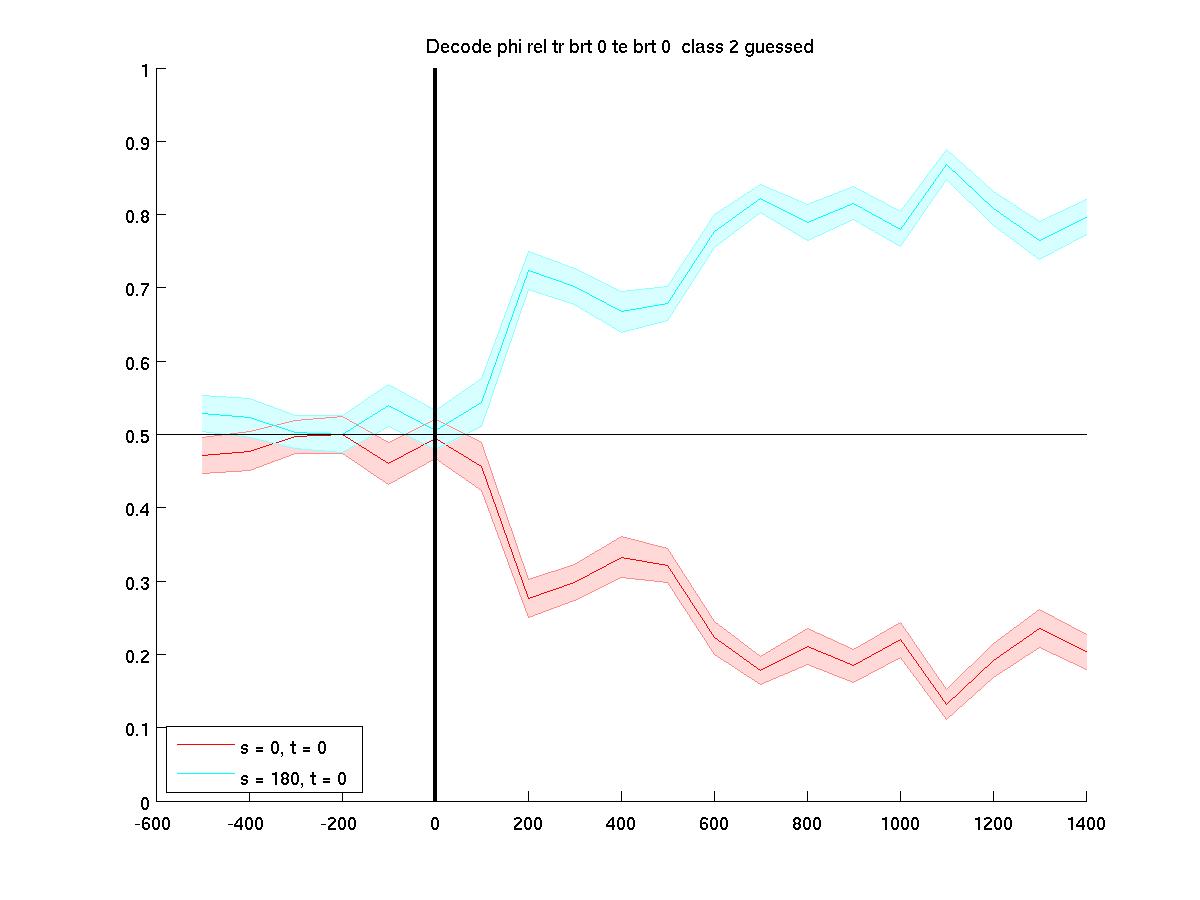 Decode phi rel tr brt 0 te brt 0  class 2 guessed
1
0.9
0.8
0.7
0.6
0.5
0.4
0.3
0.2
0.1
0
s = 0, t = 0
s = 180, t = 0
-600 -400 -200 0 200 400 600 800 1000 1200 1400